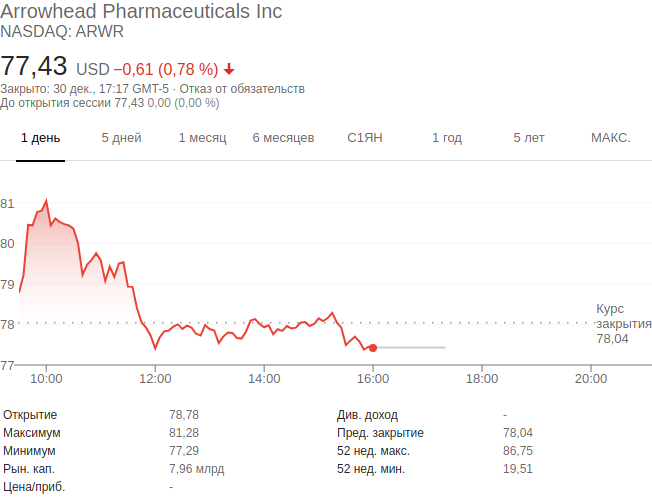 Arrowhead Pharmaceuticals Inc
NASDAQ: ARWR
77,43 USD −0,61 (0,78 %)
Закрыто: 30 дек., 17:17 GMT-5 · Отказ от обязательств
До открытия сессии 77,43 0,00 (0,00 %)
1 день 5 дней 1 месяц 6 месяцев С1ЯН 1 год 5 лет МАКС.
81
80
79
78
77
Курс
закрытия
78,04
10:00 12:00 14:00 16:00 18:00 20:00
Открытие 78,78 Див. доход -
Максимум 81,28 Пред. закрытие 78,04
Минимум 77,29 52 нед. макс. 86,75
Рын. кап. 7,96 млрд 52 нед. мин. 19,51
Цена/приб. -